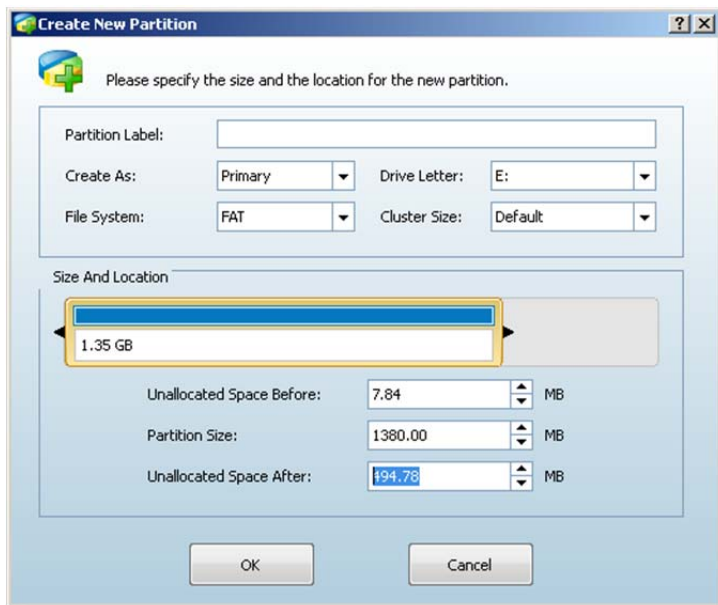 Create New Partition
Please specify the size and the location for the new partition.
Partition Label:
Create As: Primary Drive Letter: E:
File System: FAT Cluster Size: Default
Size And Location
1.35 GB
Unallocated Space Before: 7.84 MB
Partition Size: 1380.00 MB
Unallocated Space After: 494.78 MB
OK Cancel